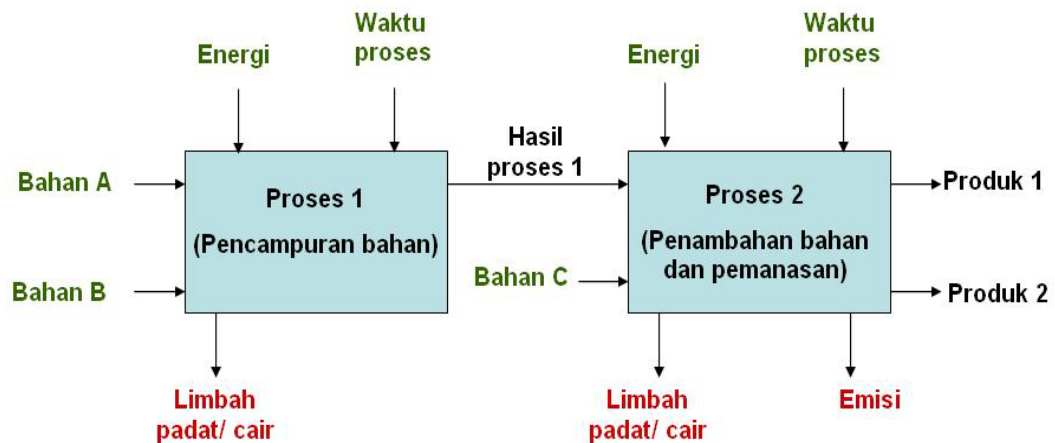 Energi
Waktu
proses
Energi
Waktu
proses
Bahan A
Bahan B
Proses 1
(Pencampuran bahan)
Hasil
proses 1
Bahan C
Proses 2
(Penambahan bahan
dan pemanasan)
Produk 1
Produk 2
Limbah
padat/ cair
Limbah
padat/ cair
Emisi